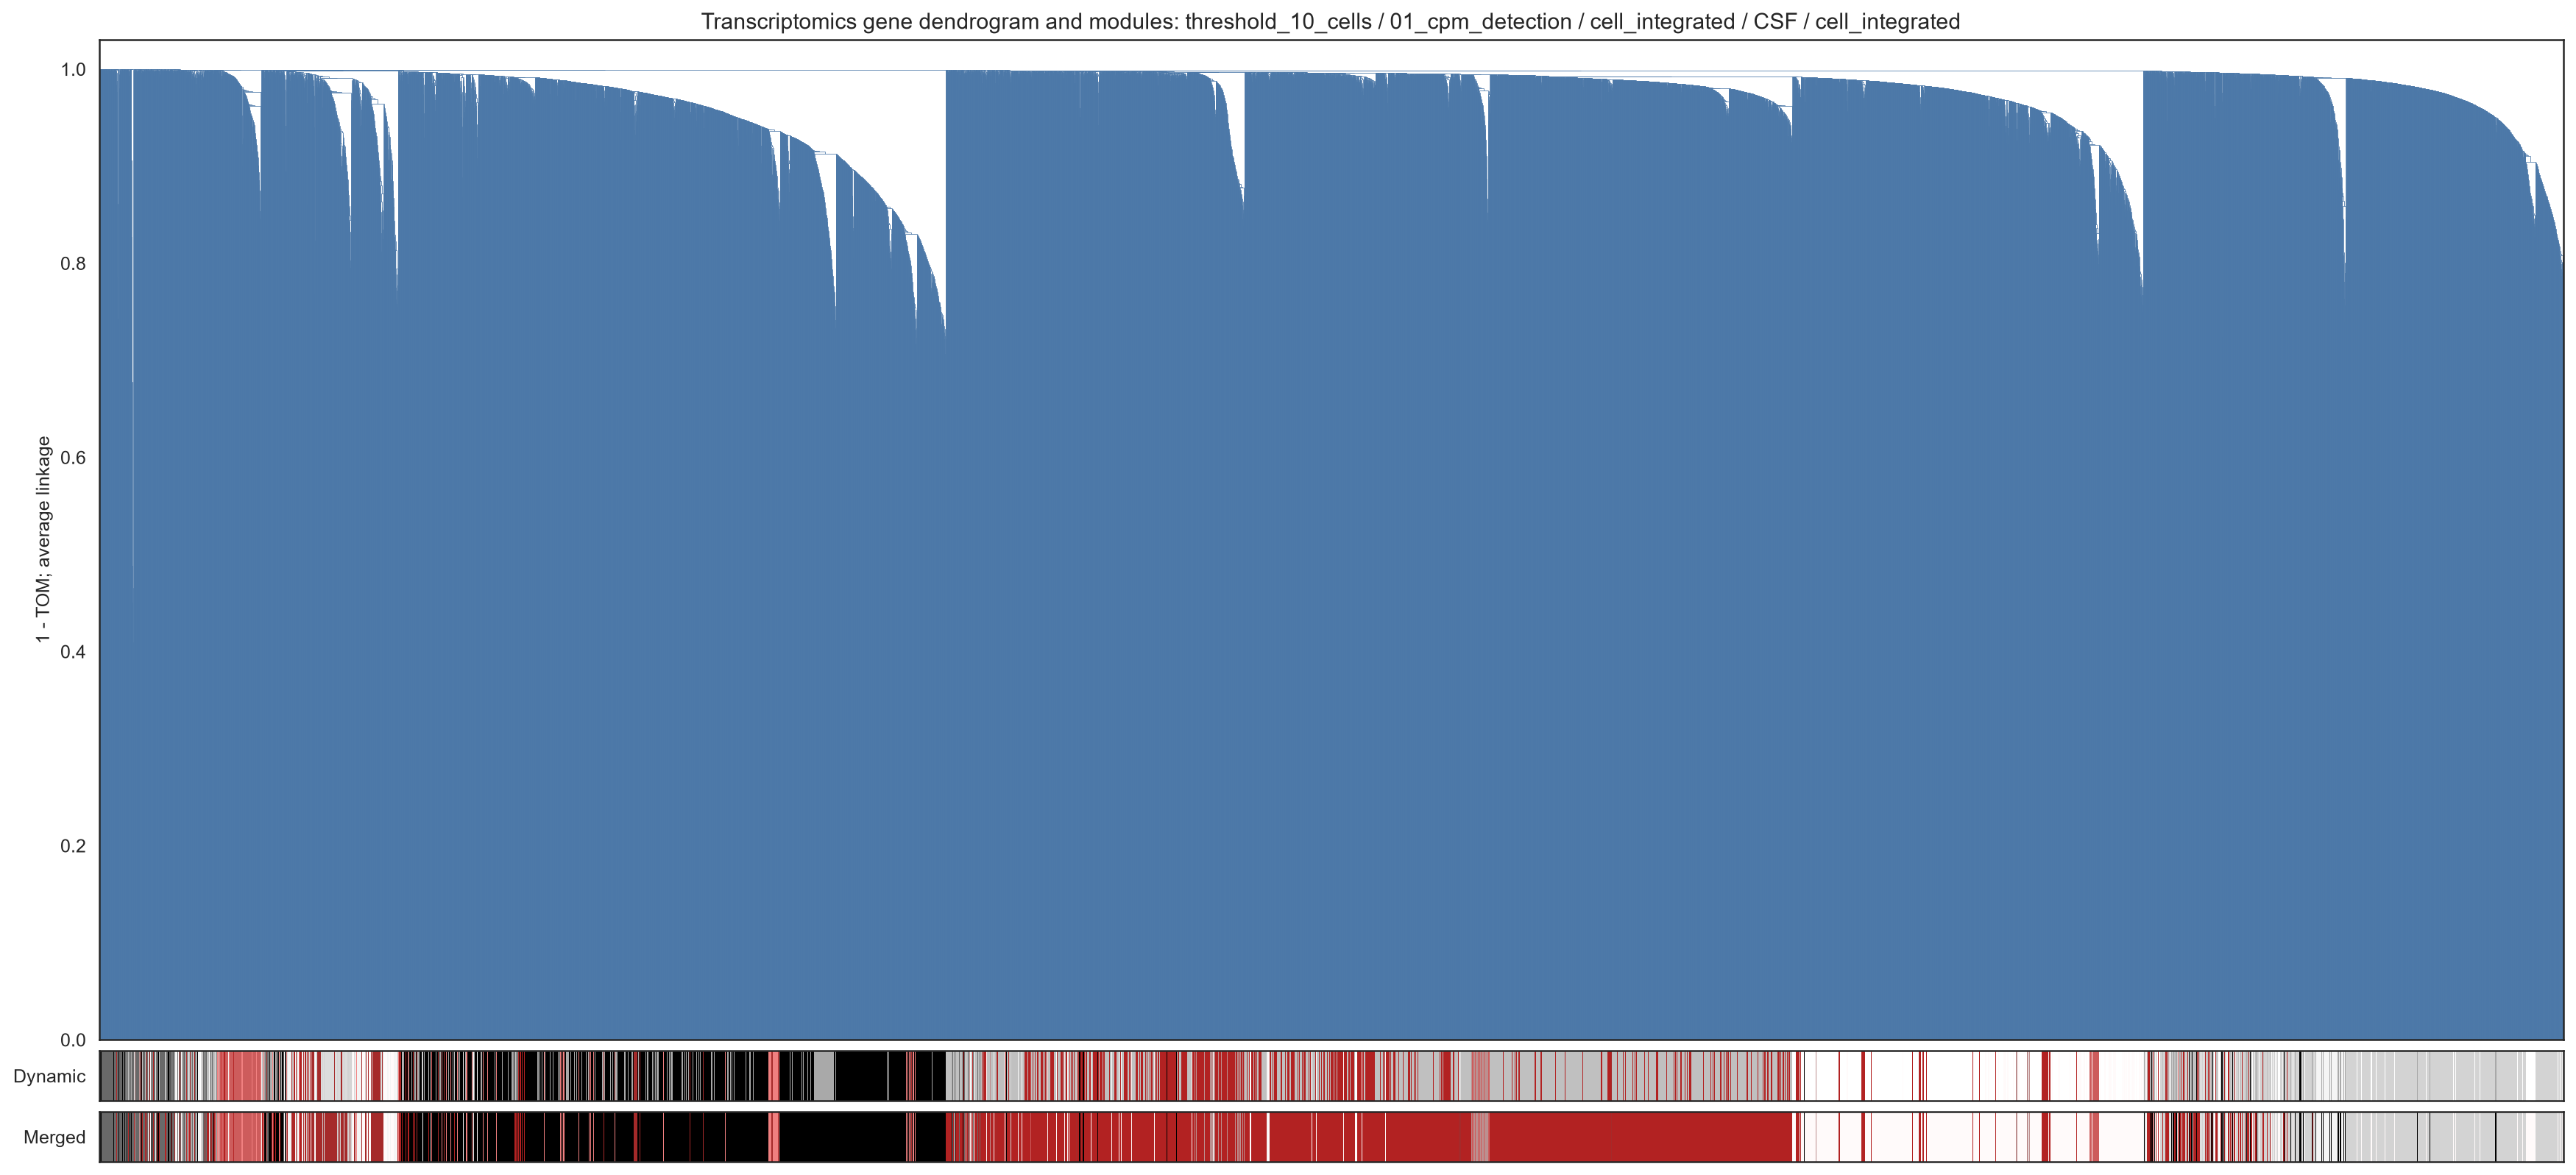 Transcriptomics gene dendrogram and modules: threshold_10_cells / 01_cpm_detection / cell_integrated / CSF / cell_integrated
1.0
0.8
0.6
0.4
0.2
0.0
1 - TOM; average linkage
Dynamic
Merged